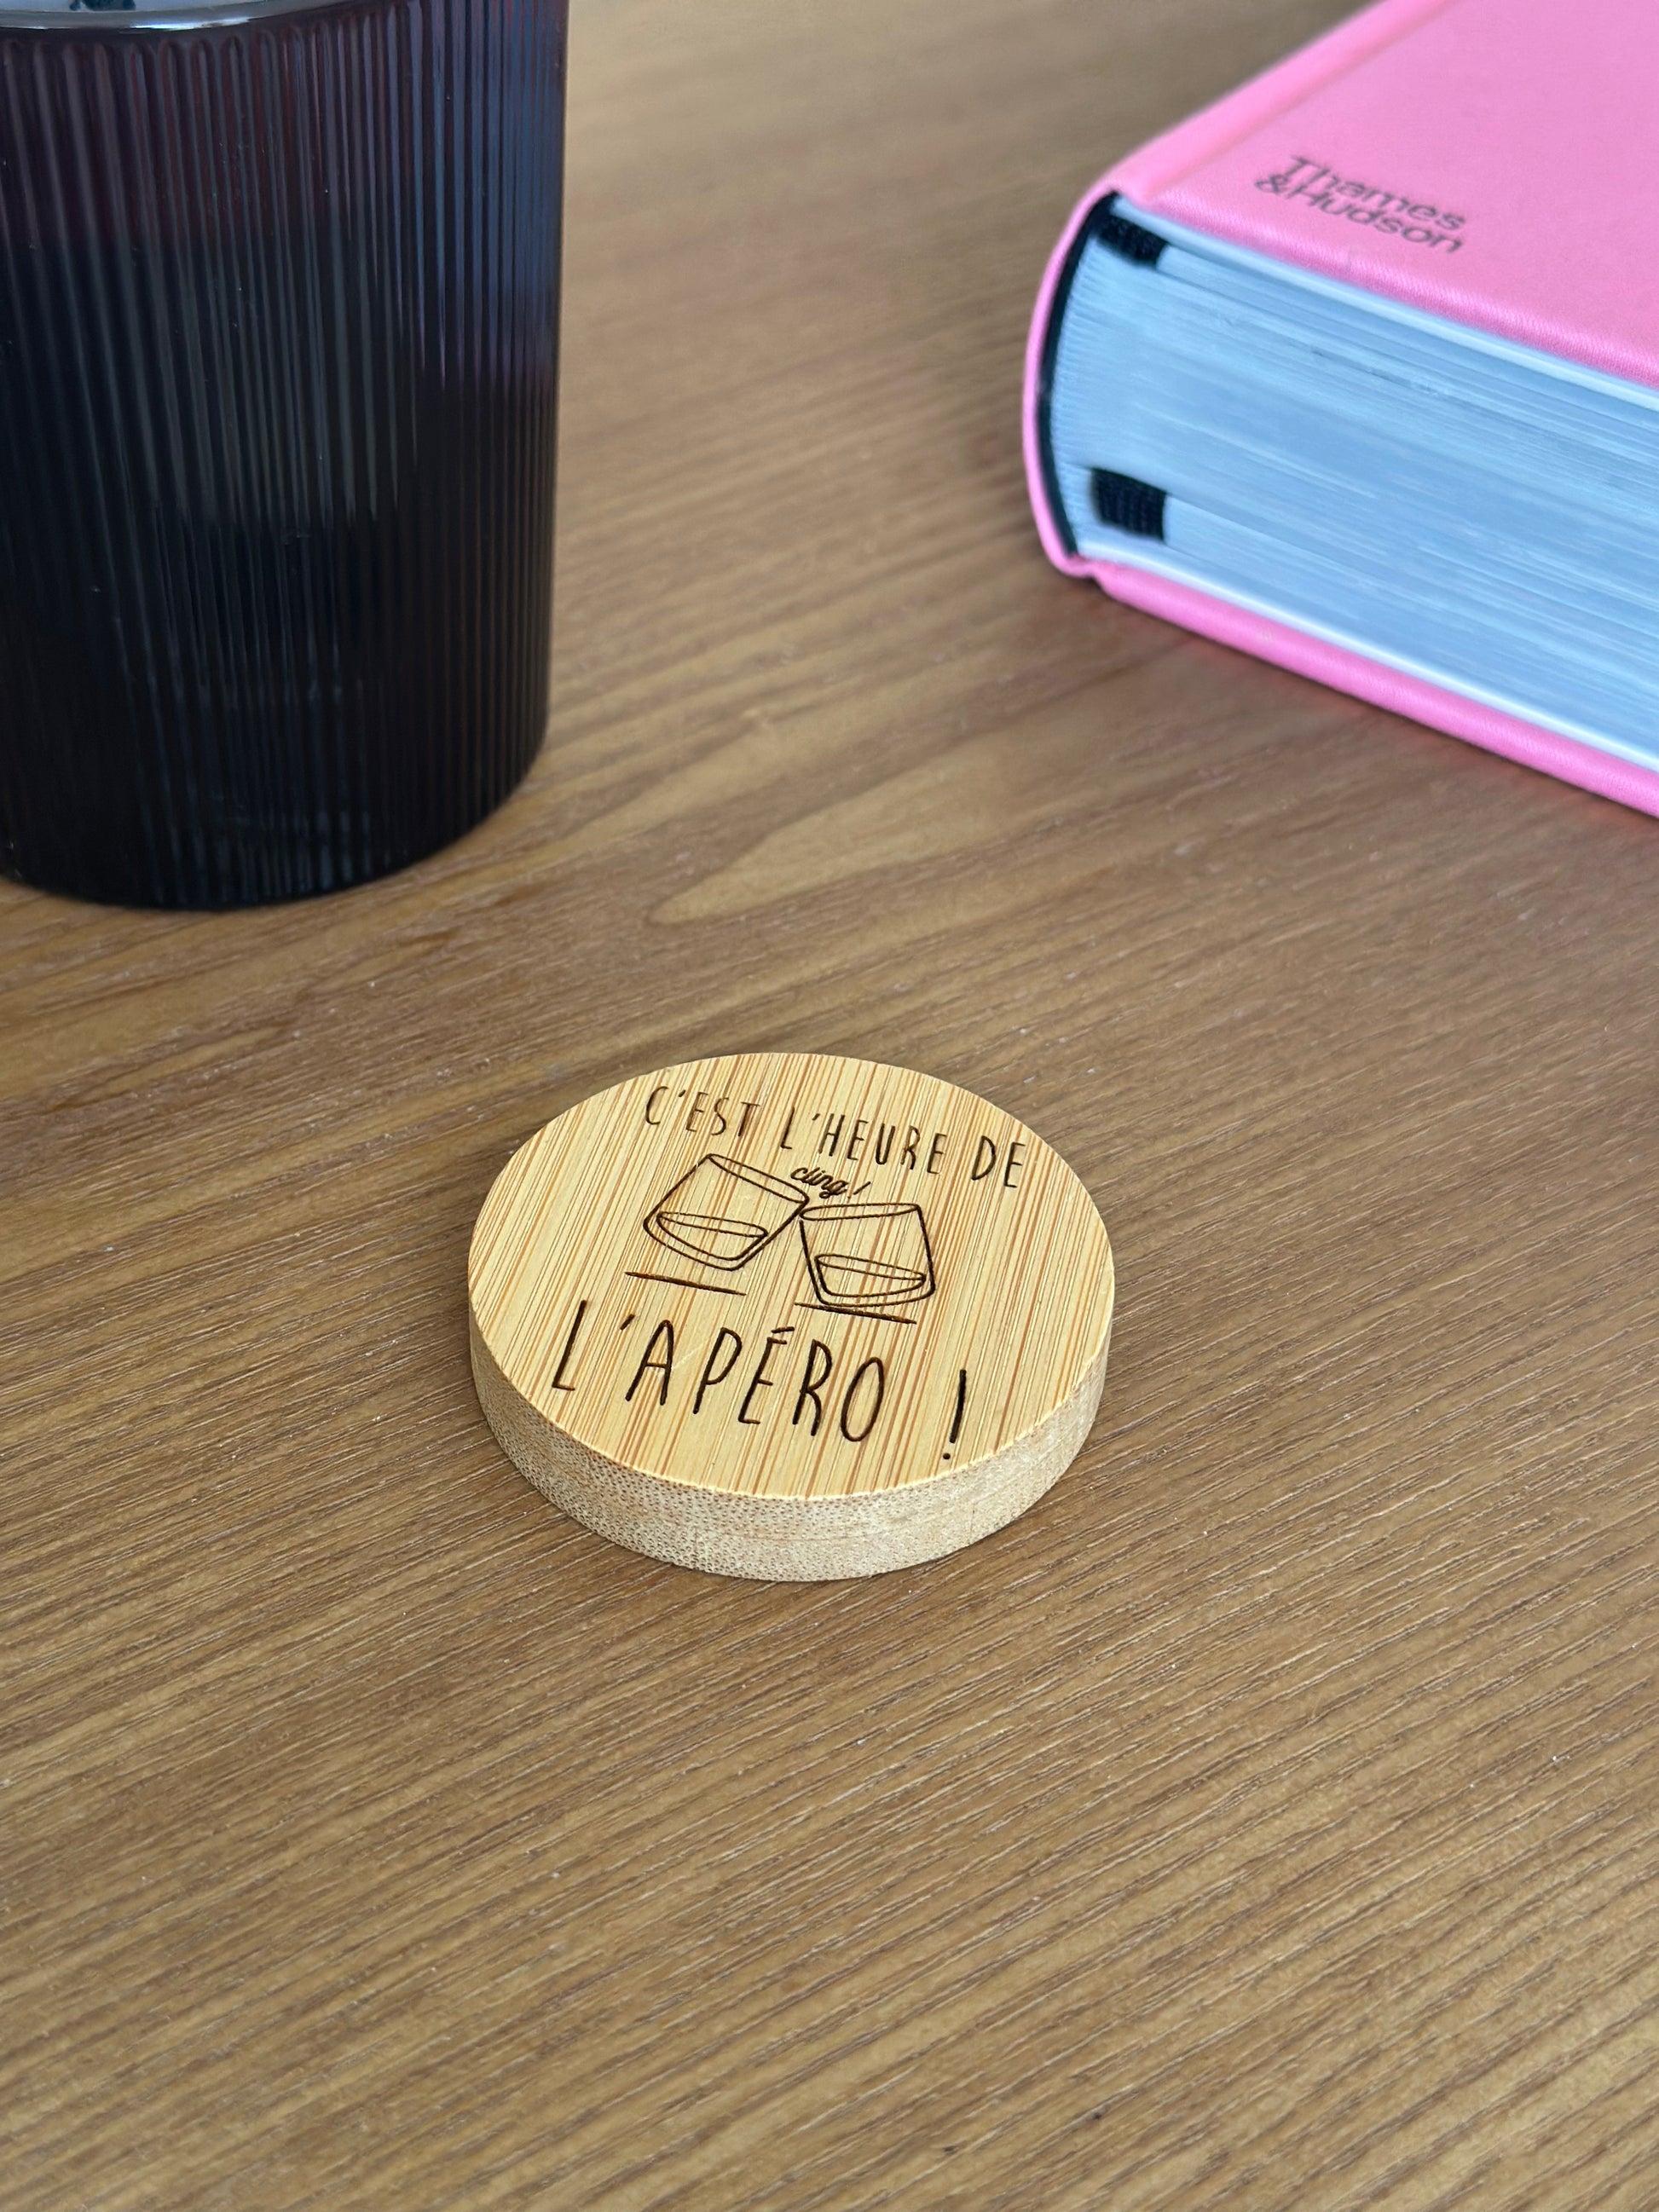 Thames
&Hudson
C'EST L'HEURE DE
cling !
L'APÉRO !